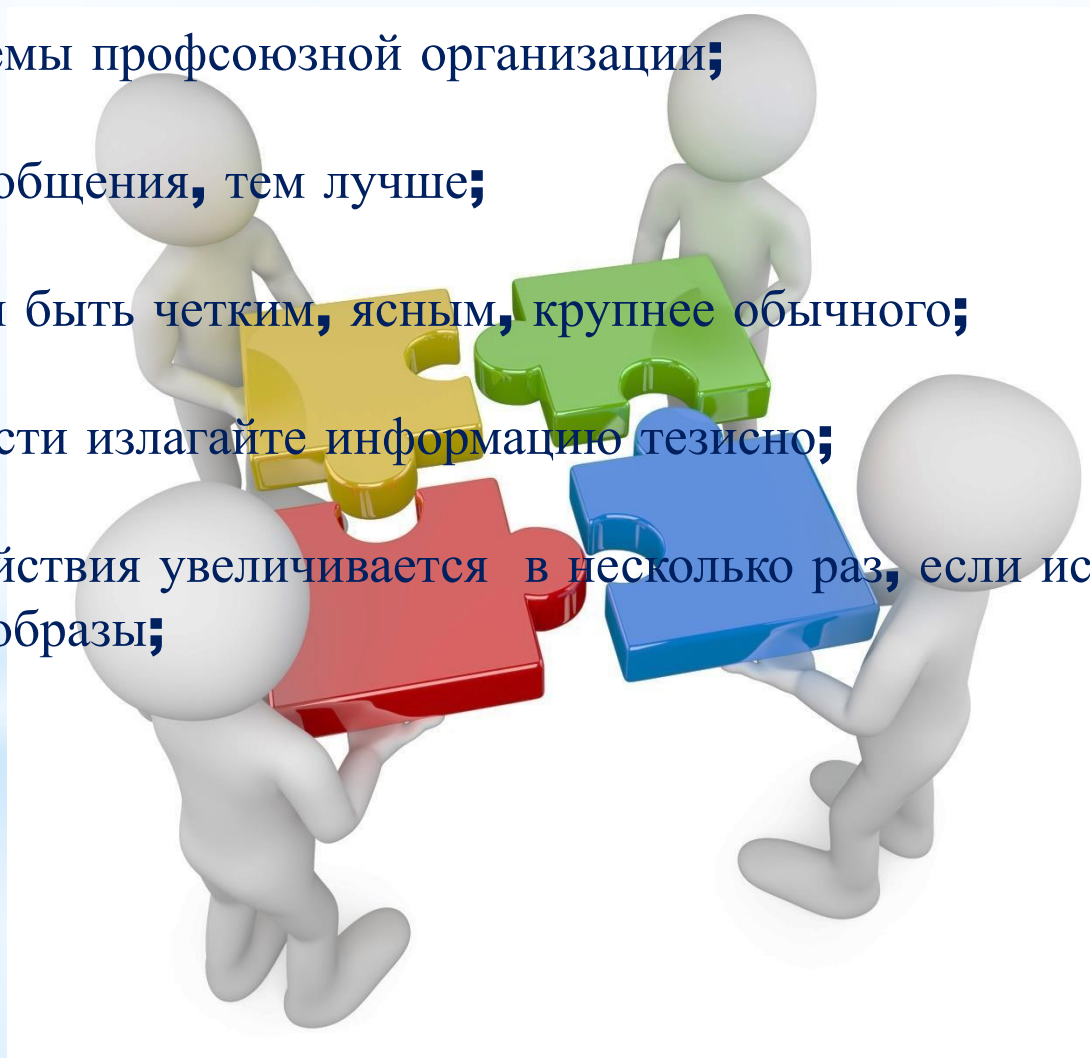 емы профсоюзной организации;
общения, тем лучше;
быть четким, ясным, крупнее обычного;
сти излагайте информацию тезисно;
йствия увеличивается в несколько раз, если ис
образы;